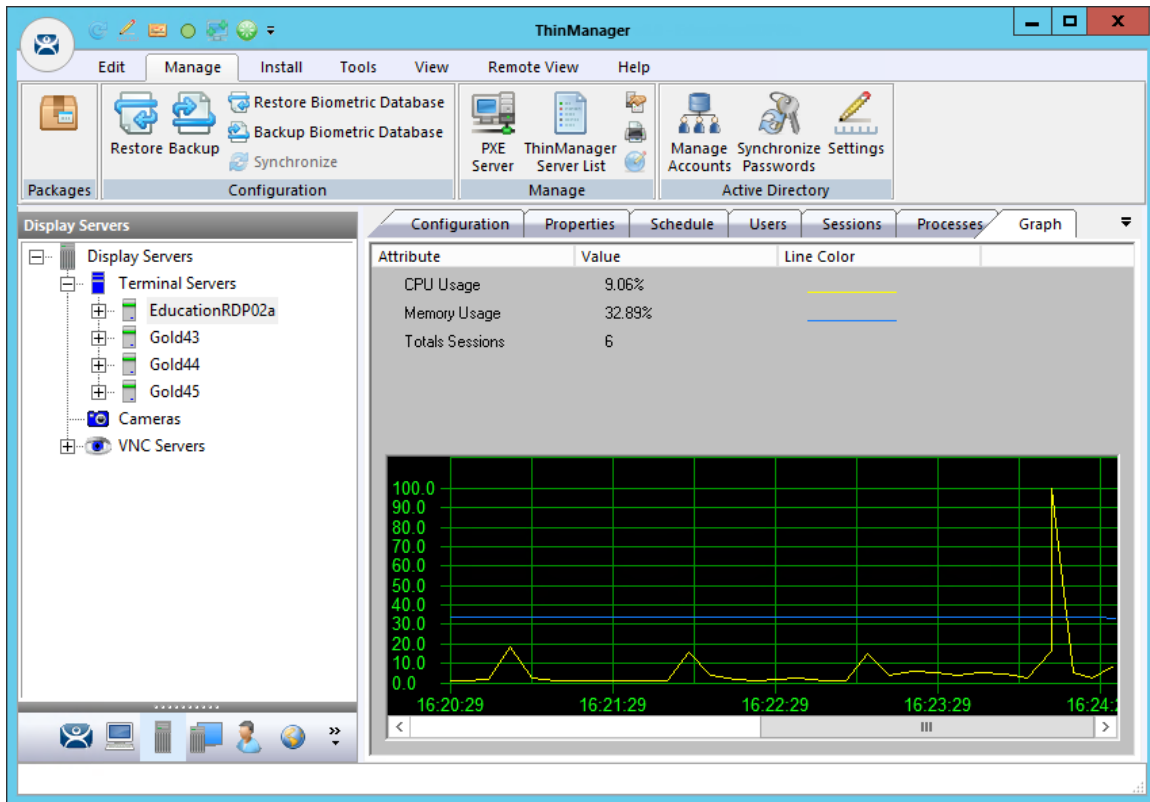 ThinManager
Edit Manage Install Tools View Remote View Help
Restore Biometric Database
Backup Biometric Database
Synchronize
Restore Backup
PXE Server
ThinManager Server List
Manage Accounts
Synchronize Passwords
Settings
Packages Configuration Manage Active Directory
Display Servers
Display Servers
Terminal Servers
EducationRDP02a
Gold43
Gold44
Gold45
Cameras
VNC Servers
Configuration Properties Schedule Users Sessions Processes Graph
Attribute Value Line Color
CPU Usage 9.06%
Memory Usage 32.89%
Totals Sessions 6
100.0
90.0
80.0
70.0
60.0
50.0
40.0
30.0
20.0
10.0
0.0
16:20:29 16:21:29 16:22:29 16:23:29 16:24: